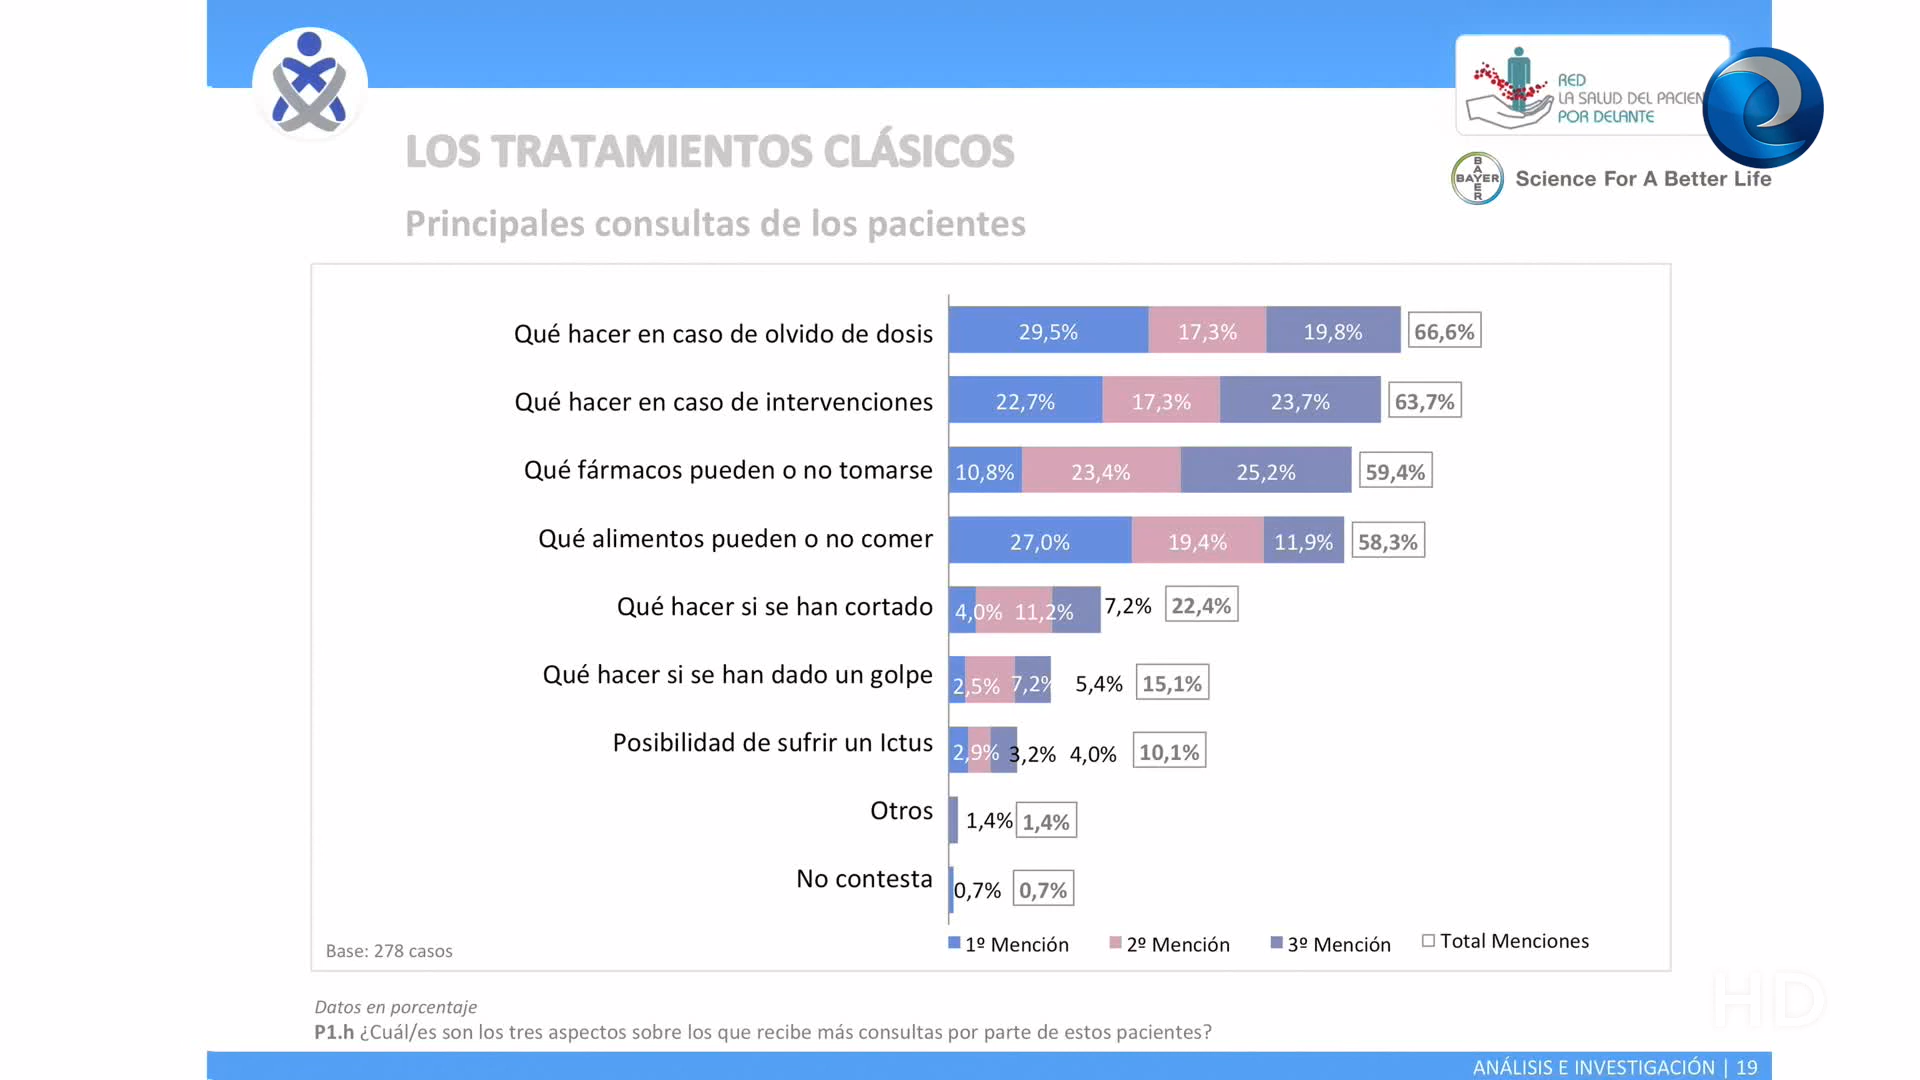 RED
LA SALUD DEL PACIEN
POR DELANTE
BAYER
BAYER
Science For A Better Life
LOS TRATAMIENTOS CLÁSICOS
Principales consultas de los pacientes
Qué hacer en caso de olvido de dosis 29,5% 17,3% 19,8% 66,6%
Qué hacer en caso de intervenciones 22,7% 17,3% 23,7% 63,7%
Qué fármacos pueden o no tomarse 10,8% 23,4% 25,2% 59,4%
Qué alimentos pueden o no comer 27,0% 19,4% 11,9% 58,3%
Qué hacer si se han cortado 4,0% 11,2% 7,2% 22,4%
Qué hacer si se han dado un golpe 2,5% 7,2% 5,4% 15,1%
Posibilidad de sufrir un Ictus 2,9% 3,2% 4,0% 10,1%
Otros 1,4% 1,4%
No contesta 0,7% 0,7%
1º Mención 2º Mención 3º Mención Total Menciones
Base: 278 casos
Datos en porcentaje
P1.h ¿Cuál/es son los tres aspectos sobre los que recibe más consultas por parte de estos pacientes?
HD
ANÁLISIS E INVESTIGACIÓN | 19